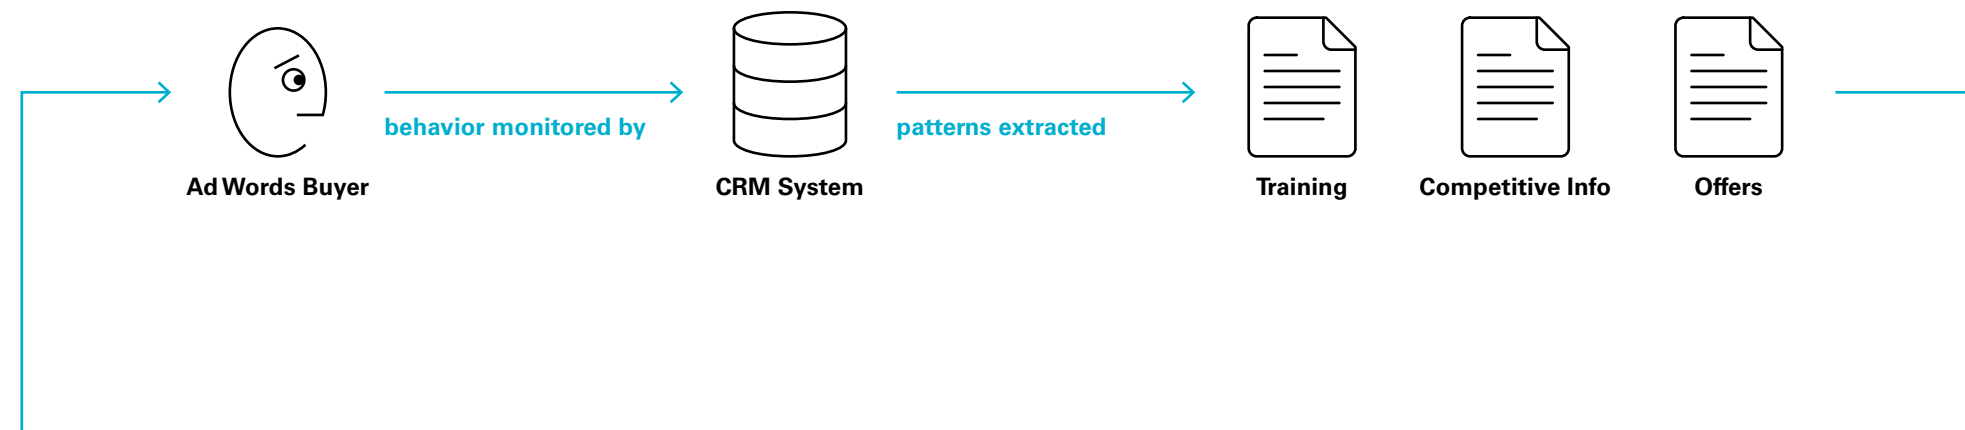 behavior monitored by
patterns extracted
Ad Words Buyer
CRM System
Training
Competitive Info
Offers